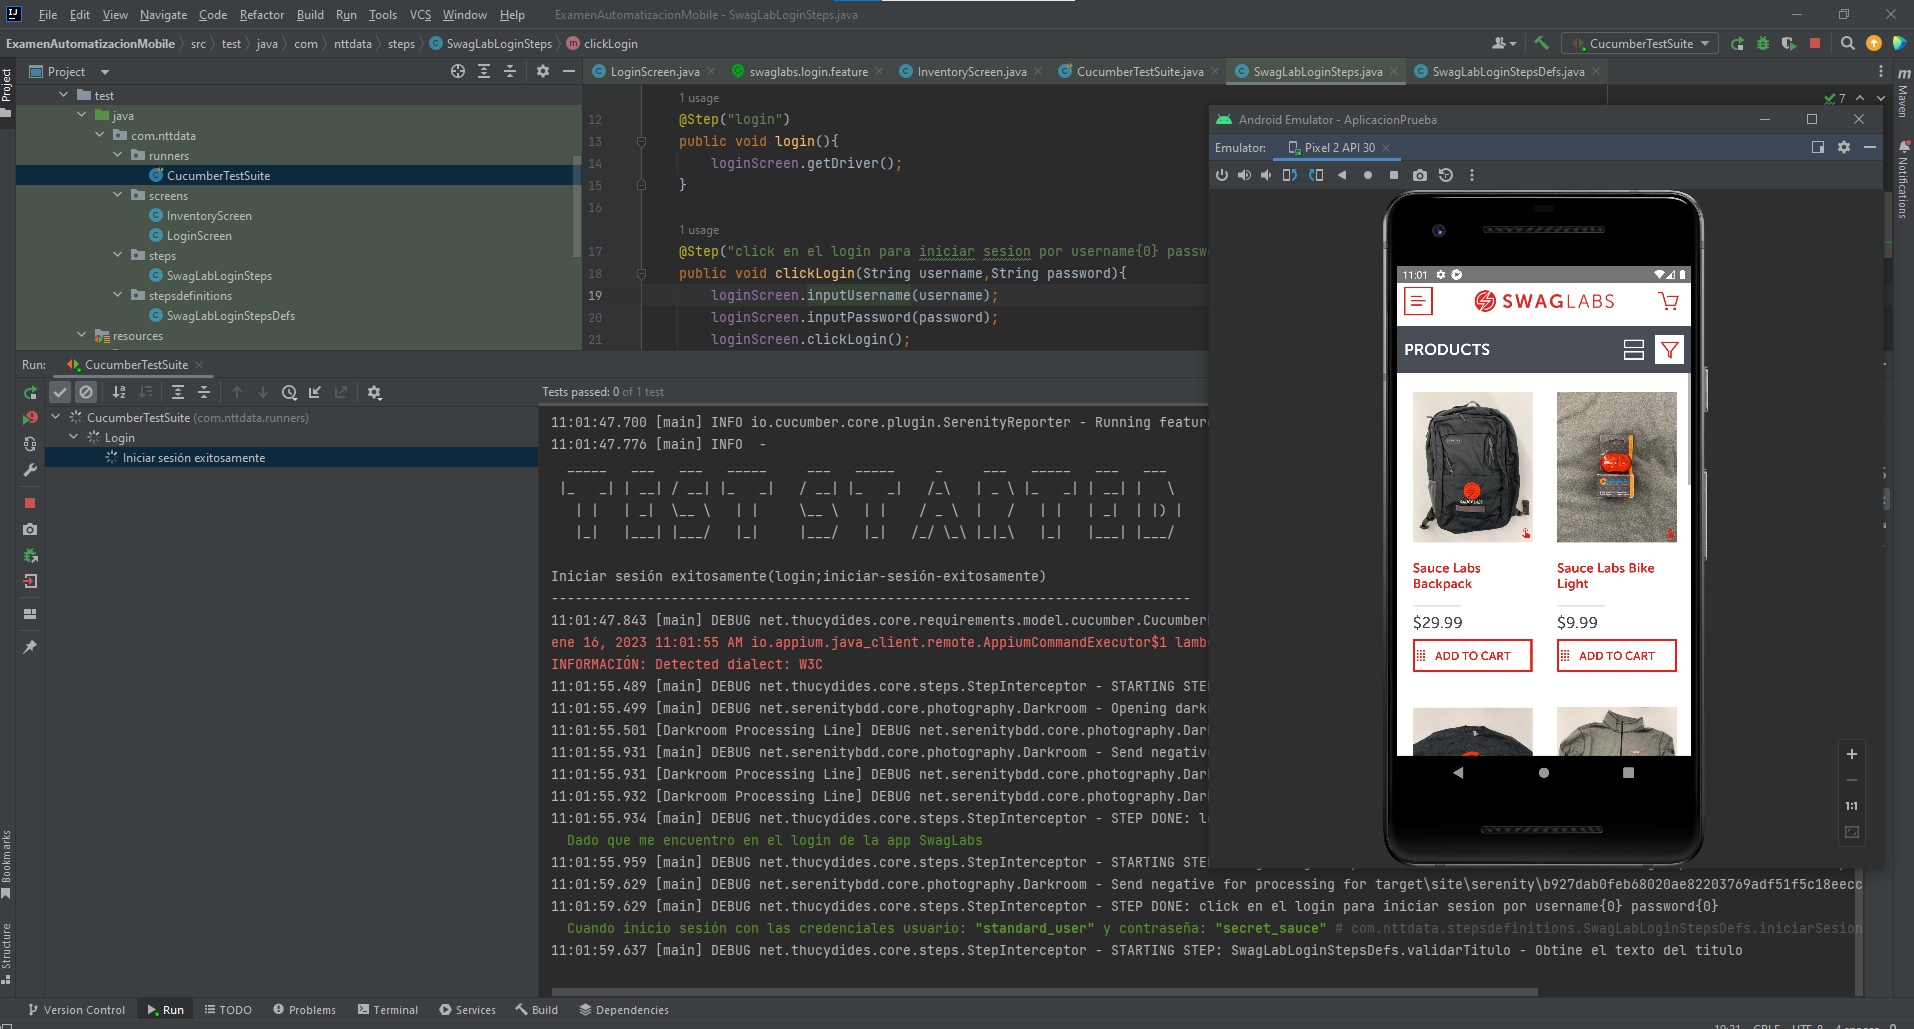 File Edit View Navigate Code Refactor Build Run Tools VCS Window Help ExamenAutomatizacionMobile - SwagLabLoginSteps.java
ExamenAutomatizacionMobile src test java com nttdata steps SwagLabLoginSteps clickLogin CucumberTestSuite
Project
LoginScreen.java swaglabs.login.feature InventoryScreen.java CucumberTestSuite.java SwagLabLoginSteps.java SwagLabLoginStepsDefs.java
Project
Maven
Notifications
test
java
com.nttdata
runners
CucumberTestSuite
screens
InventoryScreen
LoginScreen
steps
SwagLabLoginSteps
stepsdefinitions
SwagLabLoginStepsDefs
resources
7
1 usage
12 @Step("login")
13 public void login(){
14 loginScreen.getDriver();
15 }
16
1 usage
17 @Step("click en el login para iniciar sesion por username{0} passw
18 public void clickLogin(String username,String password){
19 loginScreen.inputUsername(username);
20 loginScreen.inputPassword(password);
21 loginScreen.clickLogin();
Android Emulator - AplicacionPrueba
Emulator: Pixel 2 API 30
11:01
SWAGLABS
PRODUCTS
Sauce Labs Backpack
Sauce Labs Bike Light
$29.99 $9.99
ADD TO CART ADD TO CART
1:1
Run: CucumberTestSuite
Tests passed: 0 of 1 test
CucumberTestSuite (com.nttdata.runners)
Login
Iniciar sesión exitosamente
11:01:47.700 [main] INFO io.cucumber.core.plugin.SerenityReporter - Running featur
11:01:47.776 [main] INFO -
TEST STARTED
Iniciar sesión exitosamente(login;iniciar-sesión-exitosamente)
--------------------------------------------------------------------------------
11:01:47.843 [main] DEBUG net.thucydides.core.requirements.model.cucumber.Cucumber
ene 16, 2023 11:01:55 AM io.appium.java_client.remote.AppiumCommandExecutor$1 lamb
INFORMACIÓN: Detected dialect: W3C
11:01:55.489 [main] DEBUG net.thucydides.core.steps.StepInterceptor - STARTING STE
11:01:55.499 [main] DEBUG net.serenitybdd.core.photography.Darkroom - Opening dark
11:01:55.501 [Darkroom Processing Line] DEBUG net.serenitybdd.core.photography.Dar
11:01:55.931 [main] DEBUG net.serenitybdd.core.photography.Darkroom - Send negativ
11:01:55.931 [Darkroom Processing Line] DEBUG net.serenitybdd.core.photography.Dar
11:01:55.932 [Darkroom Processing Line] DEBUG net.serenitybdd.core.photography.Dar
11:01:55.934 [main] DEBUG net.thucydides.core.steps.StepInterceptor - STEP DONE: l
Dado que me encuentro en el login de la app SwagLabs
11:01:55.959 [main] DEBUG net.thucydides.core.steps.StepInterceptor - STARTING STE
11:01:59.629 [main] DEBUG net.serenitybdd.core.photography.Darkroom - Send negative for processing for target\site\serenity\b927dab0feb68020ae82203769adf51f5c18eecc
11:01:59.629 [main] DEBUG net.thucydides.core.steps.StepInterceptor - STEP DONE: click en el login para iniciar sesion por username{0} password{0}
Cuando inicio sesión con las credenciales usuario: "standard_user" y contraseña: "secret_sauce" # com.nttdata.stepsdefinitions.SwagLabLoginStepsDefs.iniciarSesion
11:01:59.637 [main] DEBUG net.thucydides.core.steps.StepInterceptor - STARTING STEP: SwagLabLoginStepsDefs.validarTitulo - Obtine el texto del titulo
Bookmarks
Structure
Version Control Run TODO Problems Terminal Services Build Dependencies